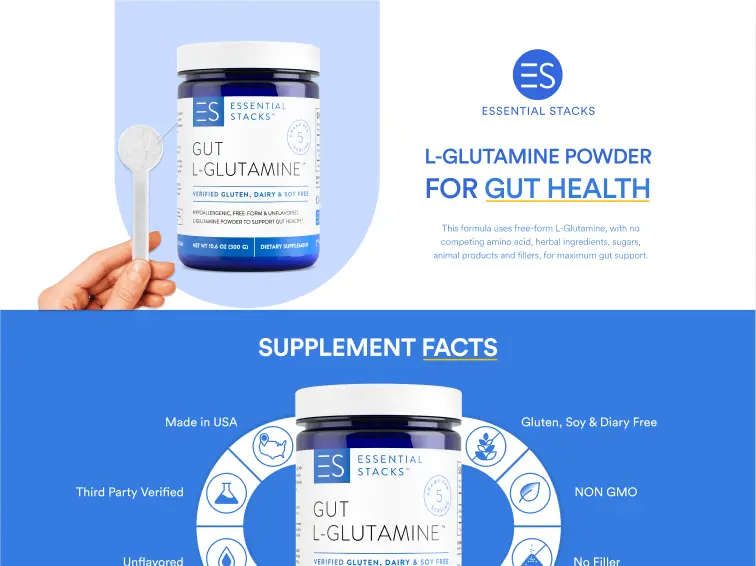 ES
ESSENTIAL
STACKS™
GUT
L-GLUTAMINE™
5
VERIFIED GLUTEN, DAIRY & SOY FREE
HYPOALLERGENIC, FREE-FORM & UNFLAVORED
L-GLUTAMINE POWDER TO SUPPORT GUT HEALTH
NET WT 10.6 OZ (300 G)
DIETARY SUPPLEMENT
ES
ESSENTIAL STACKS
L-GLUTAMINE POWDER
FOR GUT HEALTH
This formula uses free-form L-Glutamine, with no
competing amino acid, herbal ingredients, sugars,
animal products and fillers, for maximum gut support.
SUPPLEMENT FACTS
Made in USA
Third Party Verified
Unflavored
ES
ESSENTIAL
STACKS™
GUT
L-GLUTAMINE™
5
VERIFIED GLUTEN, DAIRY & SOY FREE
Gluten, Soy & Diary Free
NON GMO
No Filler